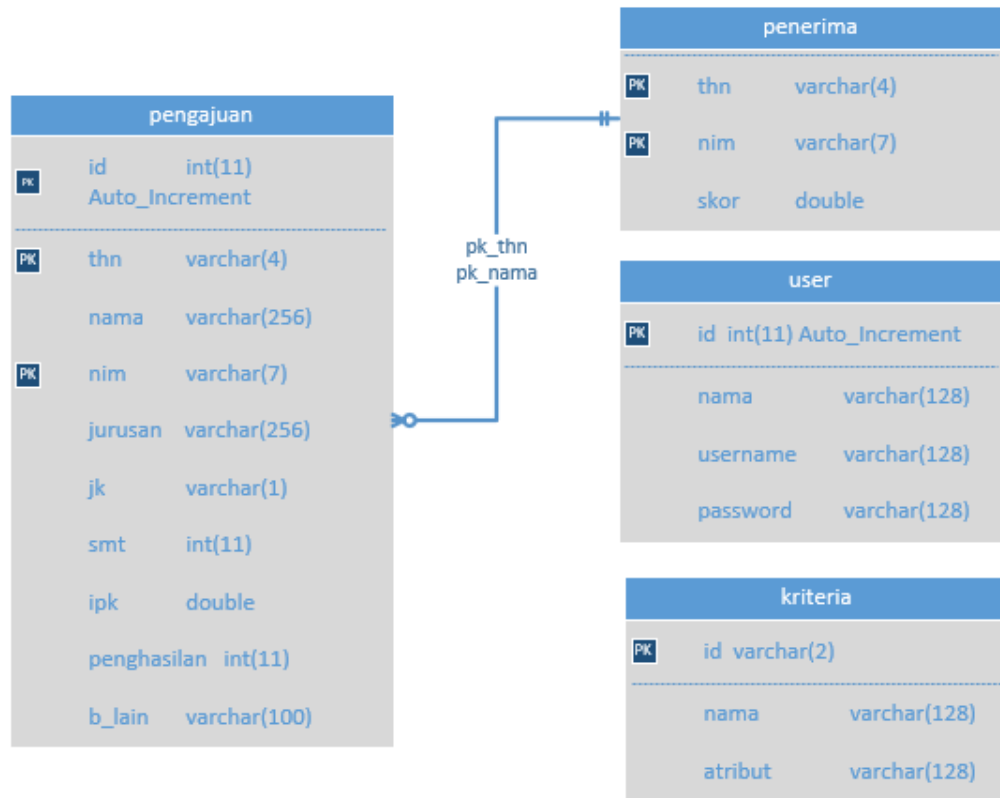 pengajuan
PK id int(11)
Auto_Increment
PK thn varchar(4)
nama varchar(256)
PK nim varchar(7)
jurusan varchar(256)
jk varchar(1)
smt int(11)
ipk double
penghasilan int(11)
b_lain varchar(100)
pk_thn
pk_nama
penerima
PK thn varchar(4)
PK nim varchar(7)
skor double
user
PK id int(11) Auto_Increment
nama varchar(128)
username varchar(128)
password varchar(128)
kriteria
PK id varchar(2)
nama varchar(128)
atribut varchar(128)